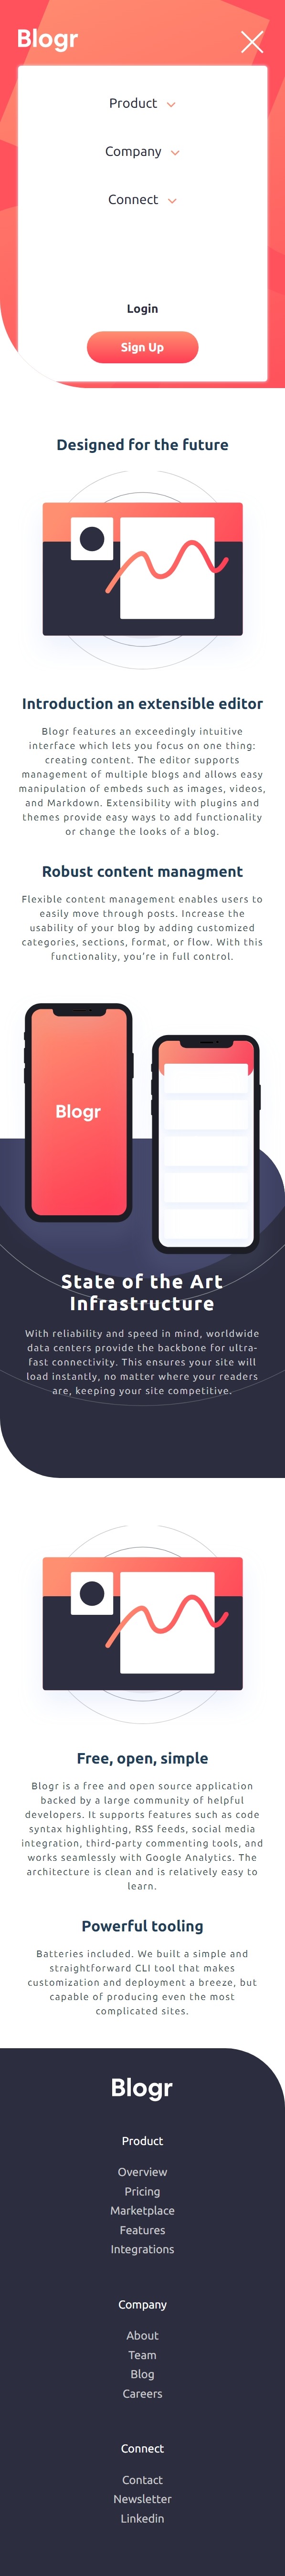 Blogr
Product
Company
Connect
Login
Sign Up
Designed for the future
Introduction an extensible editor
Blogr features an exceedingly intuitive
interface which lets you focus on one thing:
creating content. The editor supports
management of multiple blogs and allows easy
manipulation of embeds such as images, videos,
and Markdown. Extensibility with plugins and
themes provide easy ways to add functionality
or change the looks of a blog.
Robust content managment
Flexible content management enables users to
easily move through posts. Increase the
usability of your blog by adding customized
categories, sections, format, or flow. With this
functionality, you're in full control.
Blogr
State of the Art
Infrastructure
With reliability and speed in mind, worldwide
data centers provide the backbone for ultra-
fast connectivity. This ensures your site will
load instantly, no matter where your readers
are, keeping your site competitive.
Free, open, simple
Blogr is a free and open source application
backed by a large community of helpful
developers. It supports features such as code
syntax highlighting, RSS feeds, social media
integration, third-party commenting tools, and
works seamlessly with Google Analytics. The
architecture is clean and is relatively easy to
learn.
Powerful tooling
Batteries included. We built a simple and
straightforward CLI tool that makes
customization and deployment a breeze, but
capable of producing even the most
complicated sites.
Blogr
Product
Overview
Pricing
Marketplace
Features
Integrations
Company
About
Team
Blog
Careers
Connect
Contact
Newsletter
Linkedin